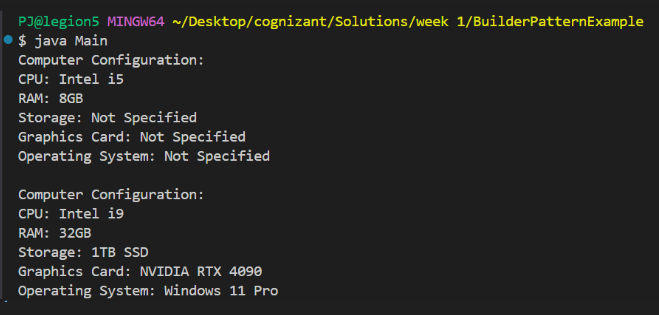 PJ@legion5 MINGW64 ~/Desktop/cognizant/Solutions/week 1/BuilderPatternExample
$ java Main
Computer Configuration:
CPU: Intel i5
RAM: 8GB
Storage: Not Specified
Graphics Card: Not Specified
Operating System: Not Specified

Computer Configuration:
CPU: Intel i9
RAM: 32GB
Storage: 1TB SSD
Graphics Card: NVIDIA RTX 4090
Operating System: Windows 11 Pro